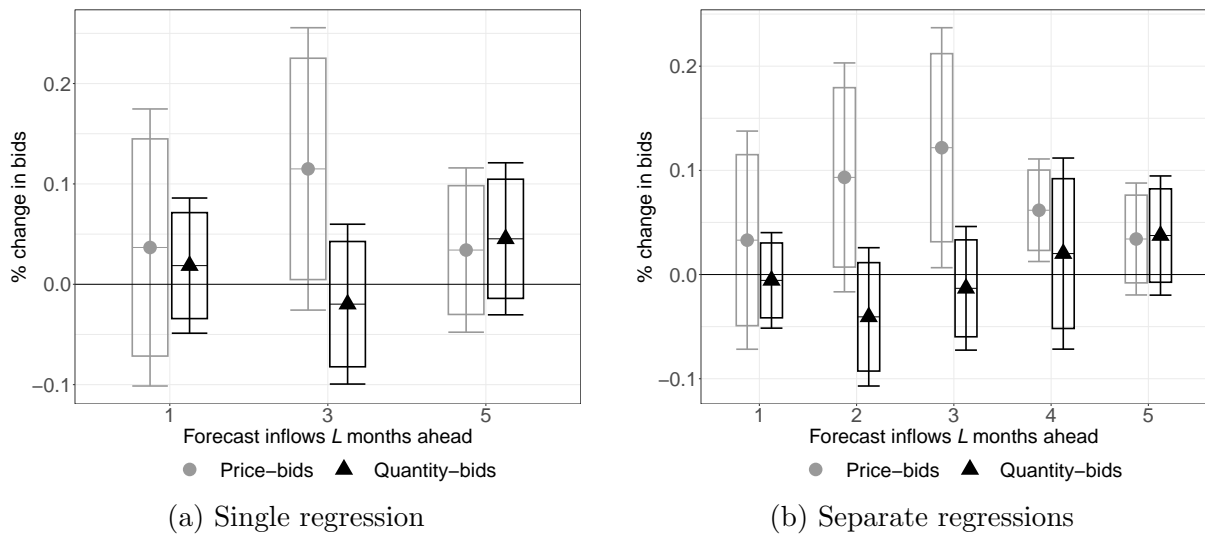 % change in bids
0.2
0.1
0.0
−0.1
1 3 5
Forecast inflows L months ahead
Price−bids Quantity−bids
(a) Single regression
% change in bids
0.2
0.1
0.0
−0.1
1 2 3 4 5
Forecast inflows L months ahead
Price−bids Quantity−bids
(b) Separate regressions